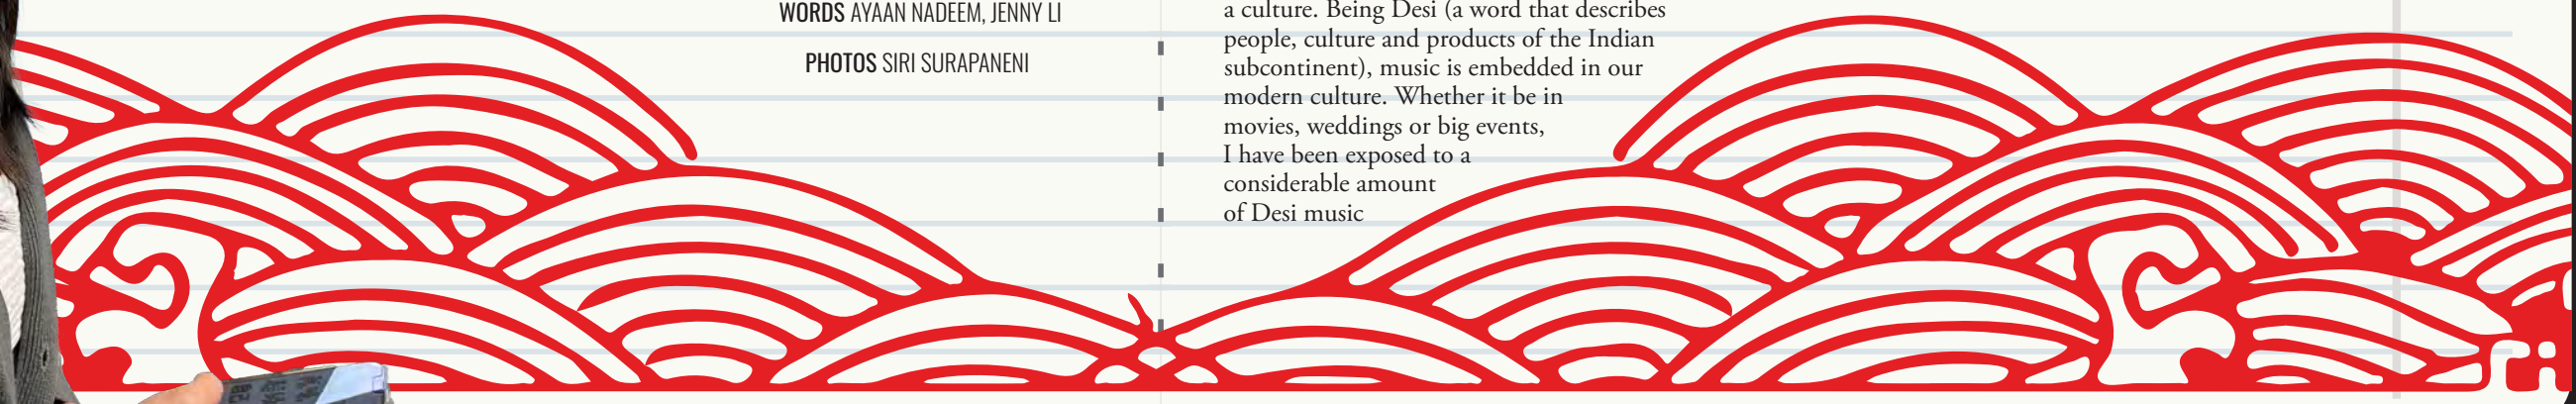 WORDS AYAAN NADEEM, JENNY LI
PHOTOS SIRI SURAPANENI
a culture. Being Desi (a word that describes
people, culture and products of the Indian
subcontinent), music is embedded in our
modern culture. Whether it be in
movies, weddings or big events,
I have been exposed to a
considerable amount
of Desi music